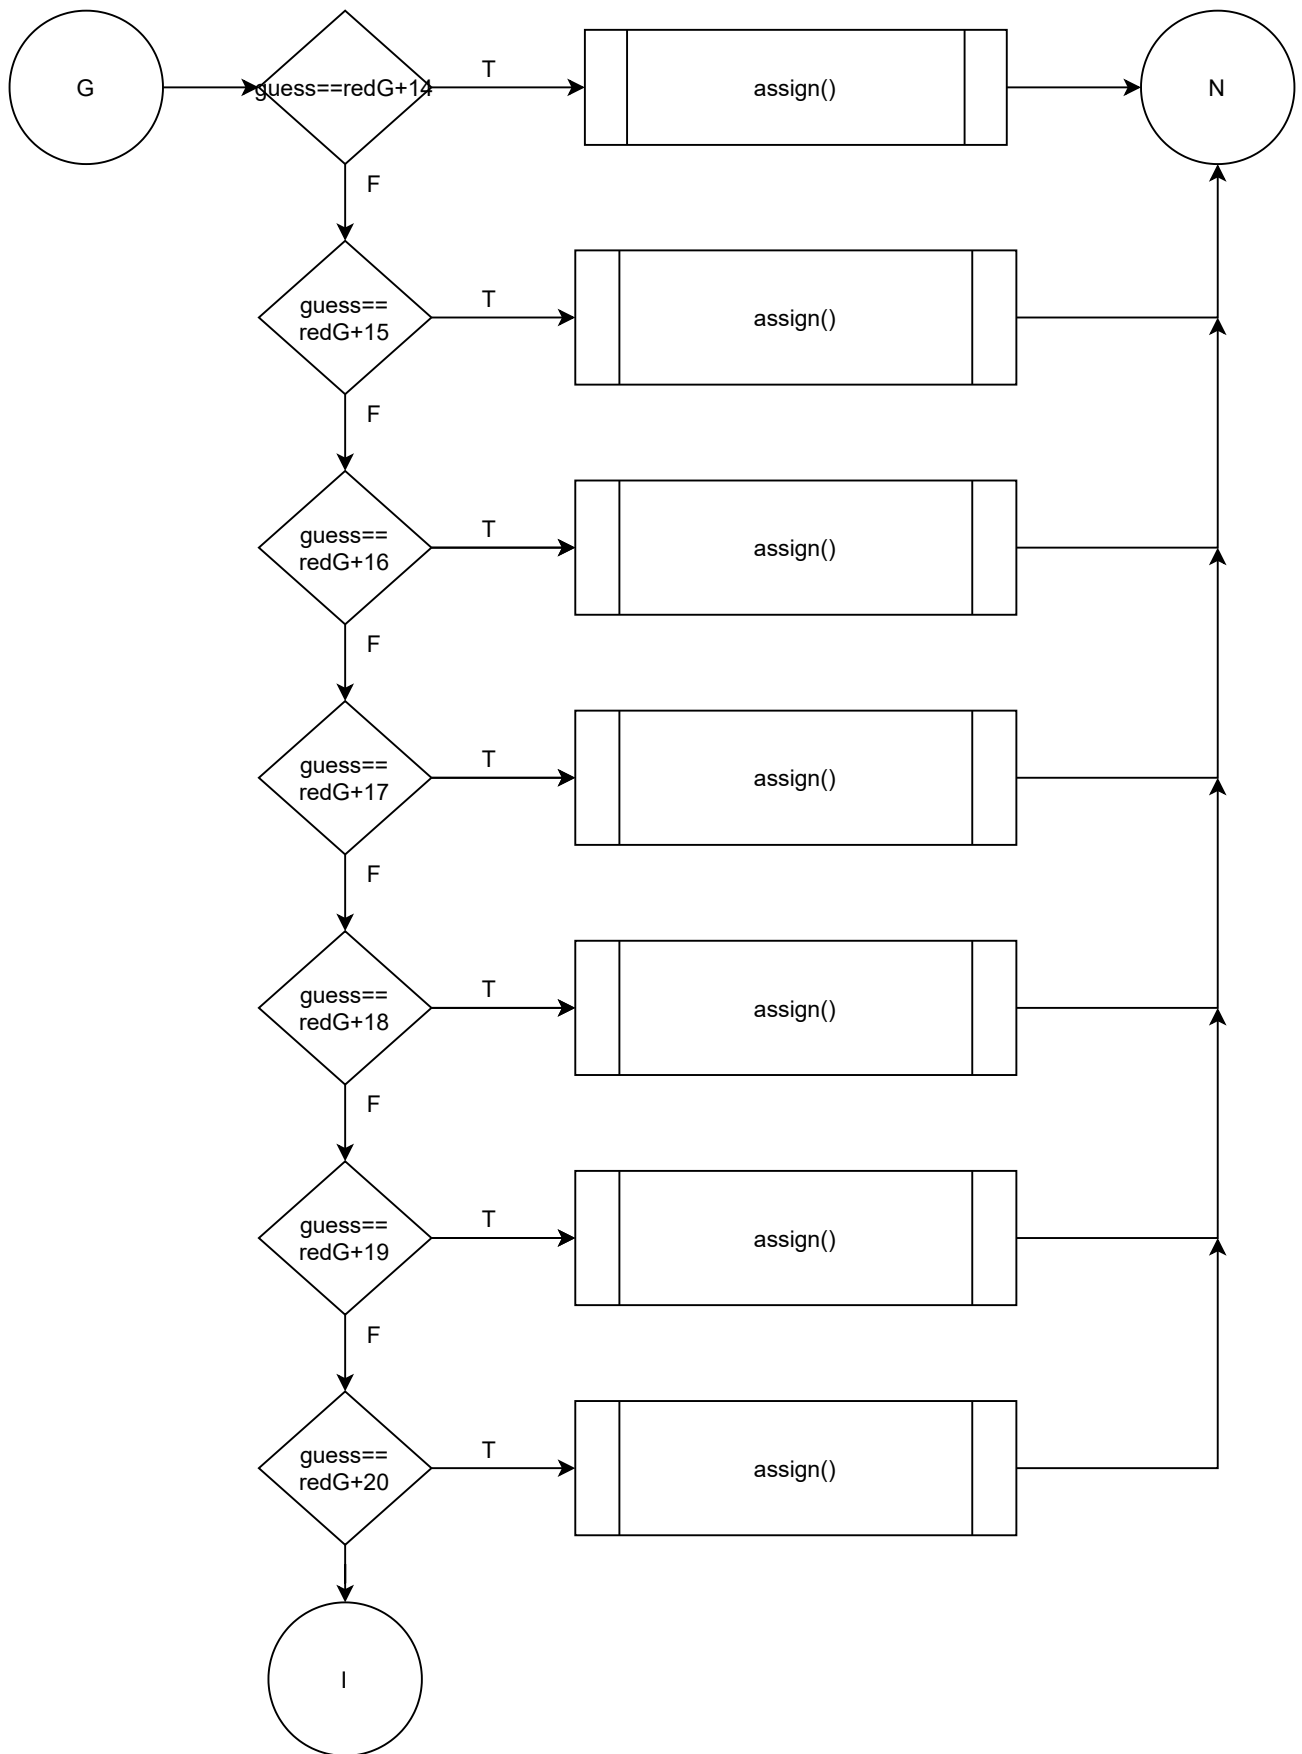 G
guess==redG+14
T
assign()
N
F
guess==
redG+15
T
assign()
F
guess==
redG+16
T
assign()
F
guess==
redG+17
T
assign()
F
guess==
redG+18
T
assign()
F
guess==
redG+19
T
assign()
F
guess==
redG+20
T
assign()
I